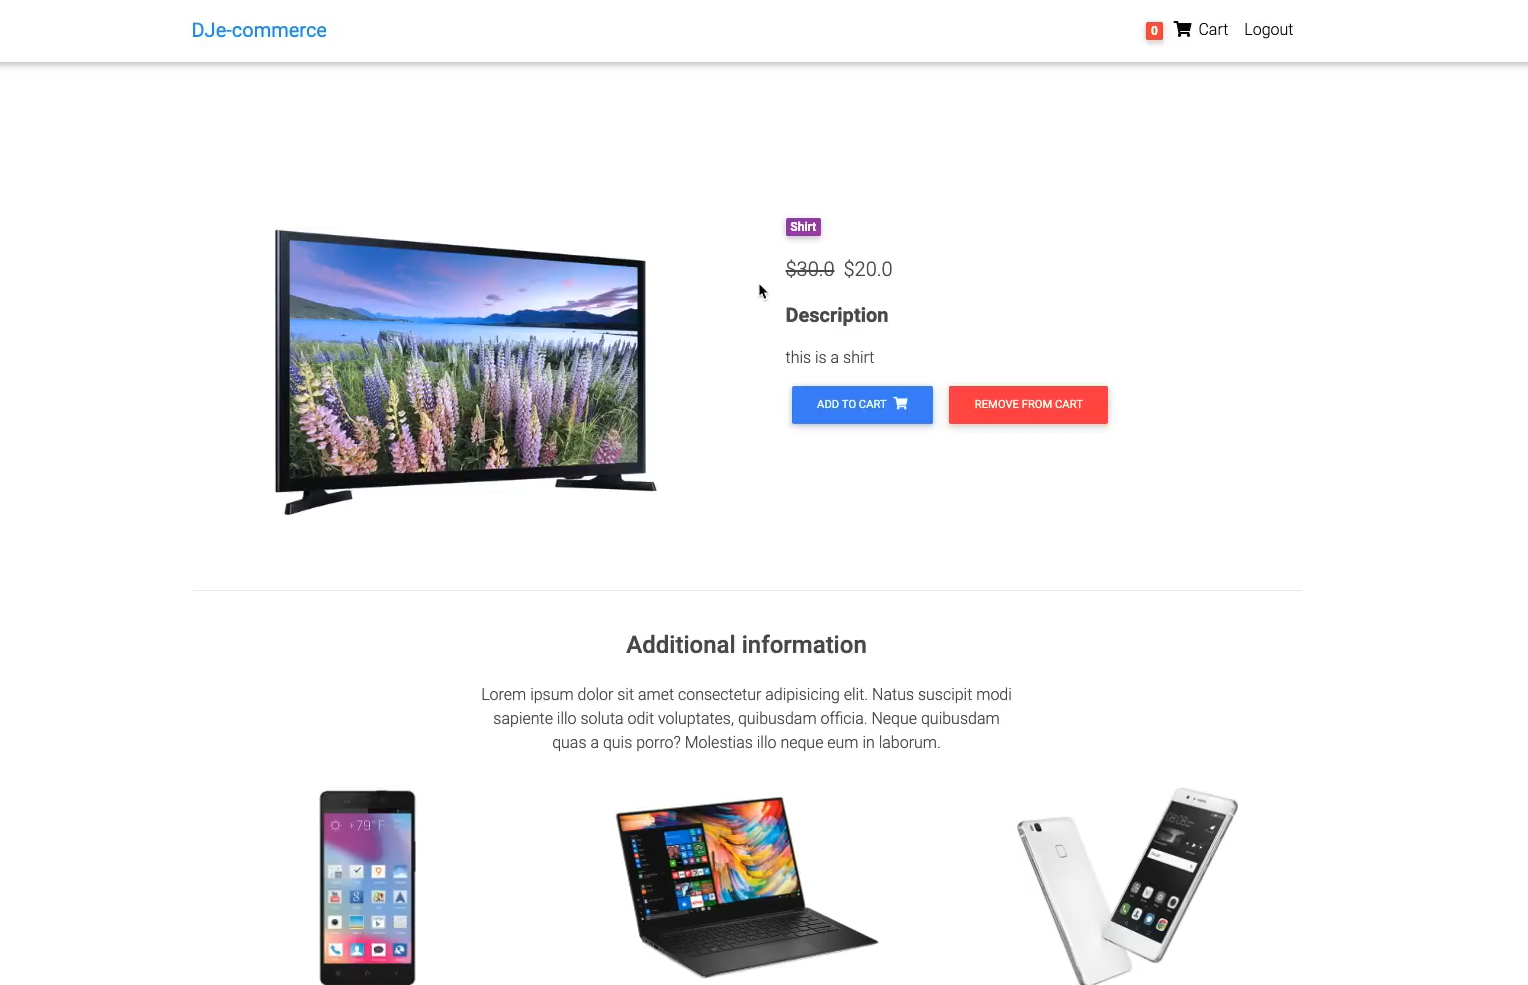 DJe-commerce
0 Cart Logout
Shirt
$30.0 $20.0
Description
this is a shirt
ADD TO CART
REMOVE FROM CART
Additional information
Lorem ipsum dolor sit amet consectetur adipisicing elit. Natus suscipit modi
sapiente illo soluta odit voluptates, quibusdam officia. Neque quibusdam
quas a quis porro? Molestias illo neque eum in laborum.
+79°F